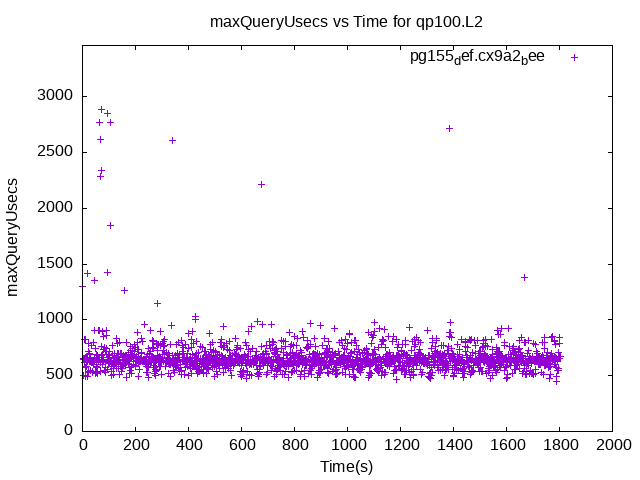 maxQueryUsecs vs Time for qp100.L2
pg155def.cx9a2bee
3000
2500
2000
1500
1000
500
0
maxQueryUsecs
0 200 400 600 800 1000 1200 1400 1600 1800 2000
Time(s)